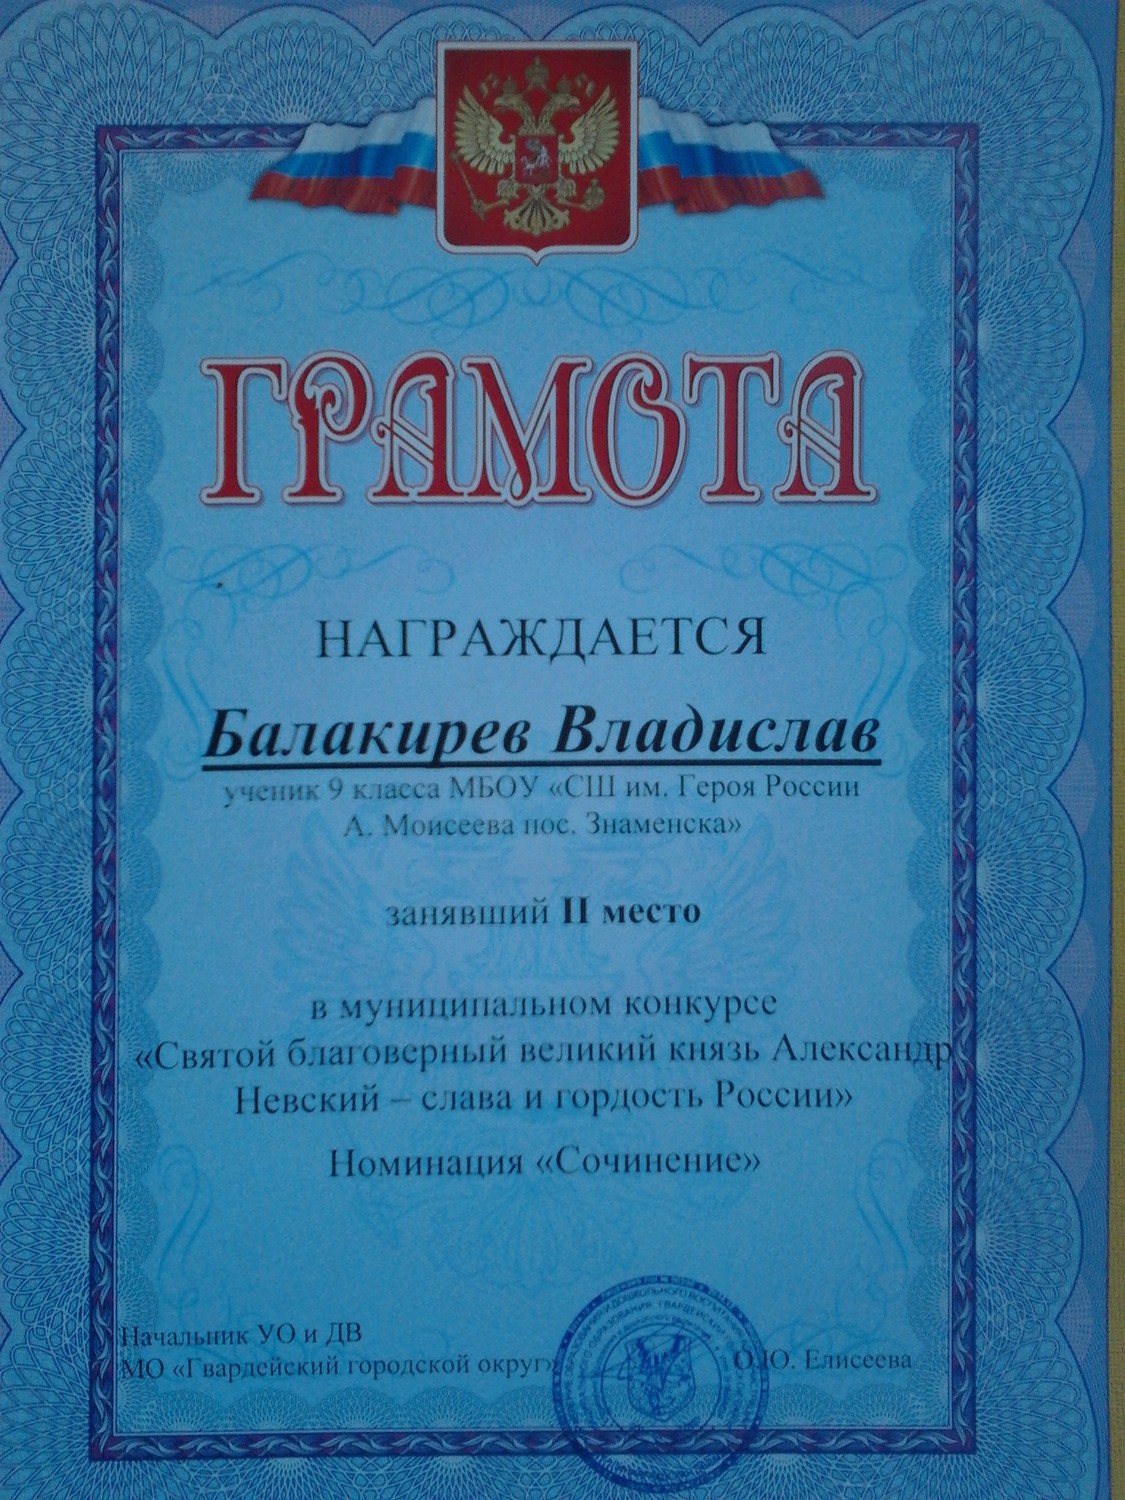 ГРАМОТА
НАГРАЖДАЕТСЯ
Балакирев Владислав
ученик 9 класса МБОУ «СШ им. Героя России
А. Моисеева пос. Знаменска»
занявший II место
в муниципальном конкурсе
«Святой благоверный великий князь Александр
Невский – слава и гордость России»
Номинация «Сочинение»
Начальник УО и ДВ
МО «Гвардейский городской округ» О.Ю. Елисеева